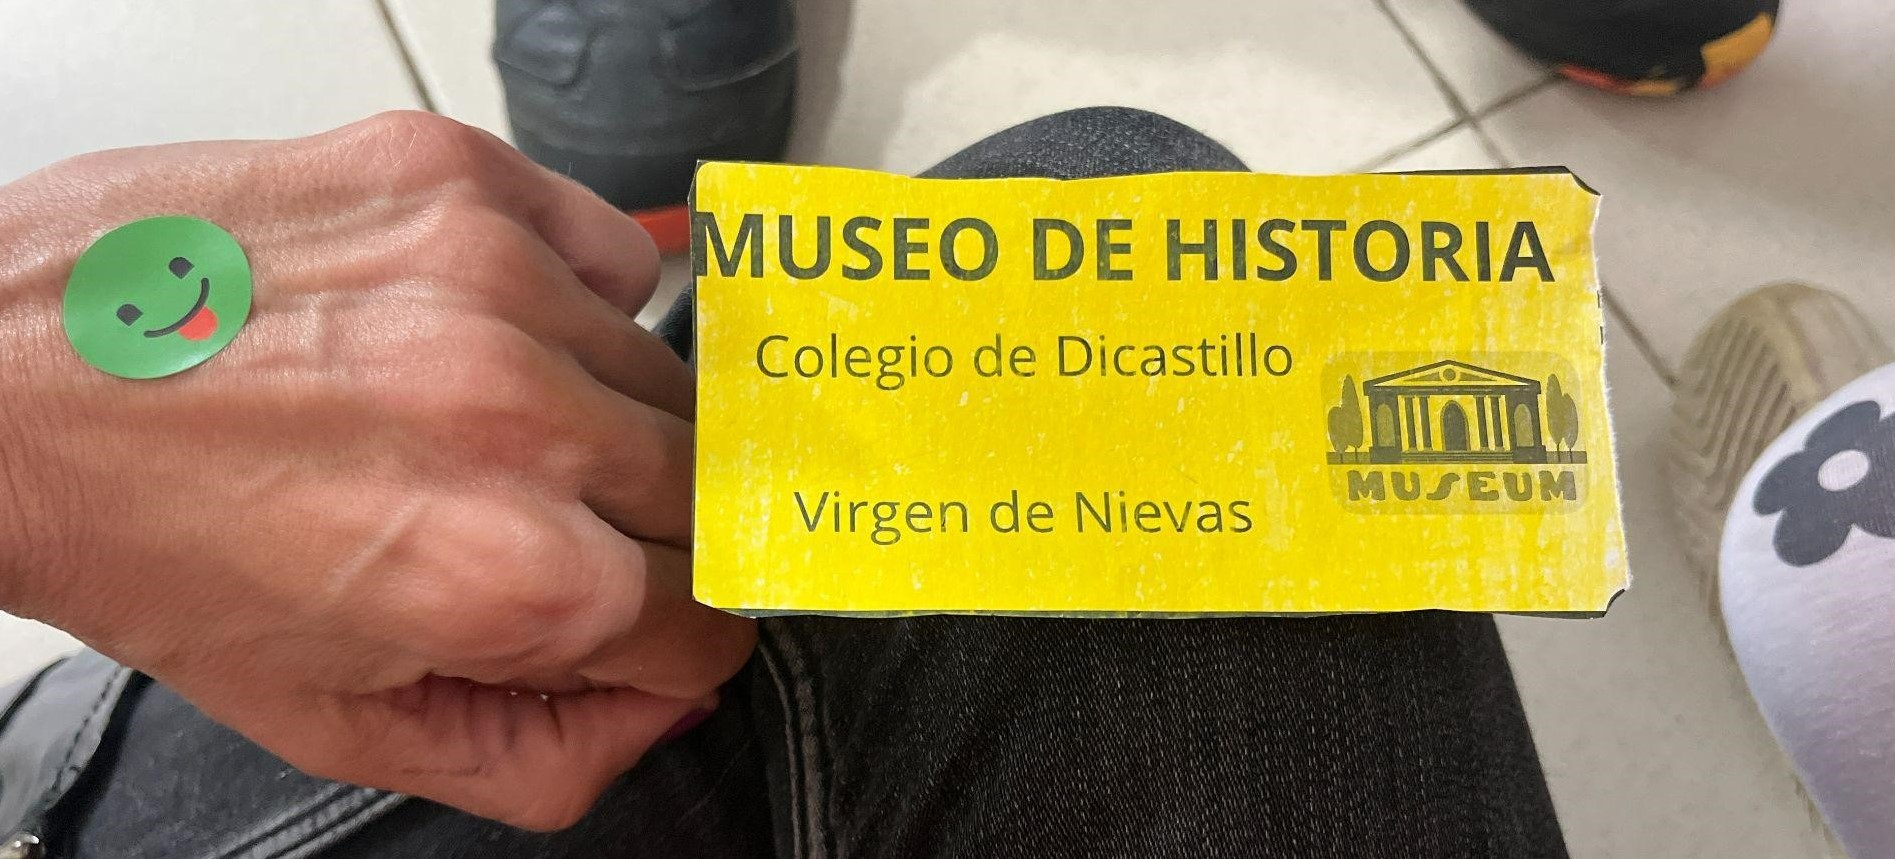 MUSEO DE HISTORIA
Colegio de Dicastillo
MUSEUM
Virgen de Nievas